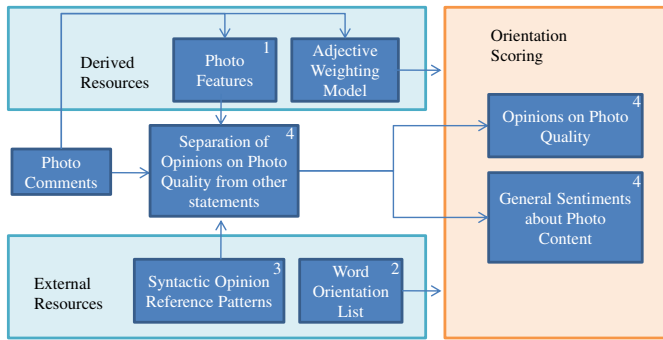 Derived
Resources
1
Photo
Features
Adjective
Weighting
Model
Orientation
Scoring
Photo
Comments
4
Separation of
Opinions on Photo
Quality from other
statements
4
Opinions on Photo
Quality
4
General Sentiments
about Photo
Content
External
Resources
3
Syntactic Opinion
Reference Patterns
2
Word
Orientation
List